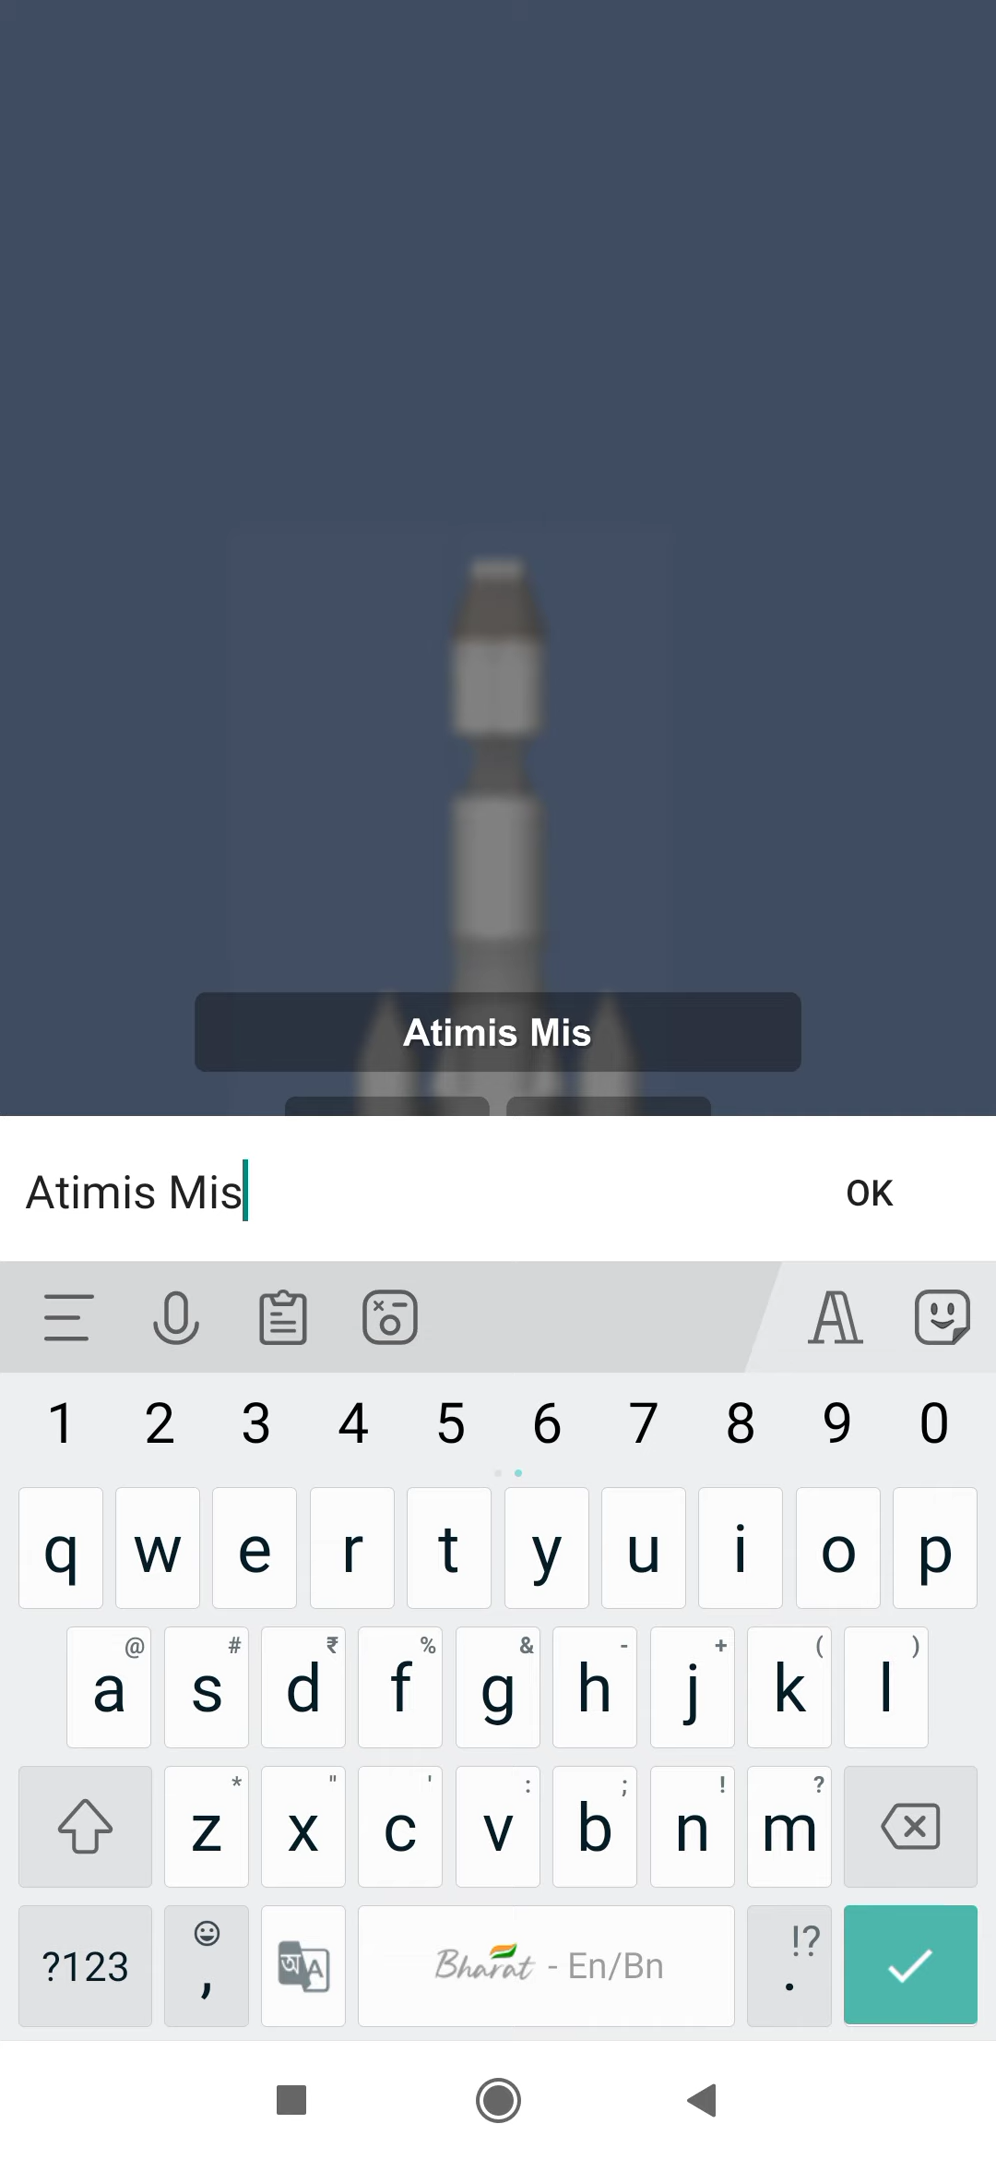 Atimis Mis
Atimis Mis OK
1 2 3 4 5 6 7 8 9 0
q w e r t y u i o p
@ # ₹ % & - + ( )
a s d f g h j k l
* " ' : ; ! ?
z x c v b n m
?123 , অ A Bharat - En/Bn !? .